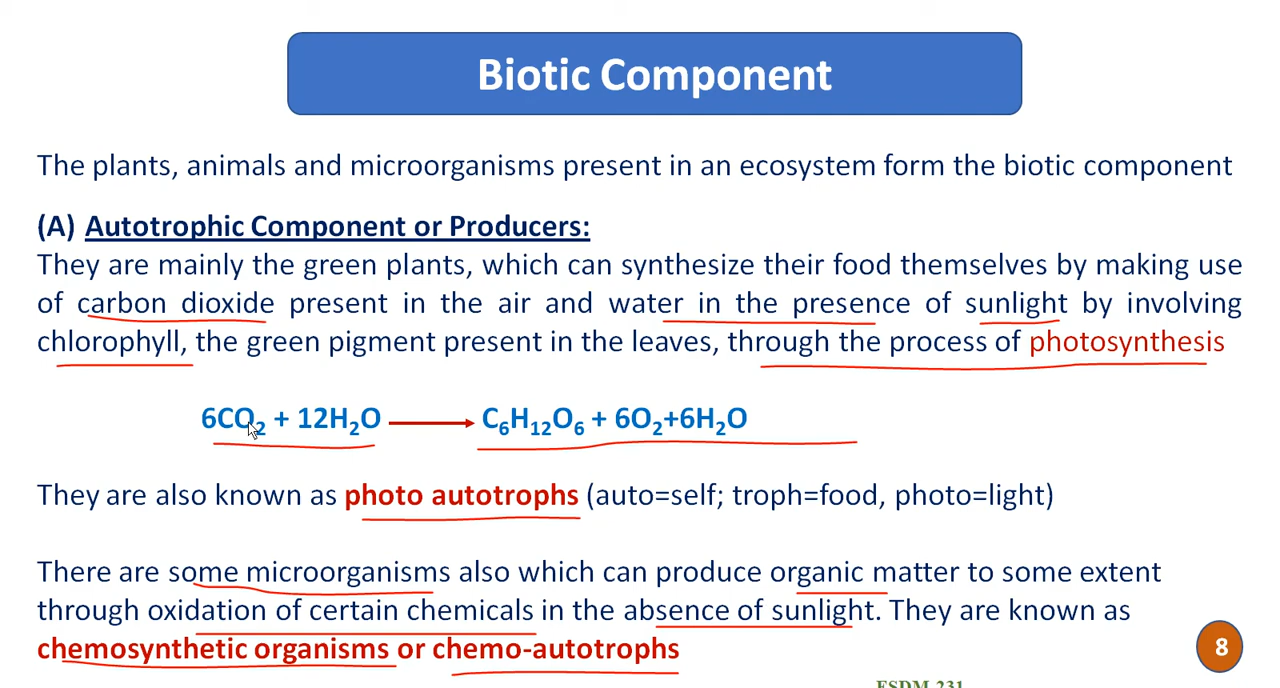 Biotic Component
The plants, animals and microorganisms present in an ecosystem form the biotic component
(A) Autotrophic Component or Producers:
They are mainly the green plants, which can synthesize their food themselves by making use
of carbon dioxide present in the air and water in the presence of sunlight by involving
chlorophyll, the green pigment present in the leaves, through the process of photosynthesis
6CO₂ + 12H₂O ⟶ C₆H₁₂O₆ + 6O₂+6H₂O
They are also known as photo autotrophs (auto=self; troph=food, photo=light)
There are some microorganisms also which can produce organic matter to some extent
through oxidation of certain chemicals in the absence of sunlight. They are known as
chemosynthetic organisms or chemo-autotrophs
8
ESDM 231